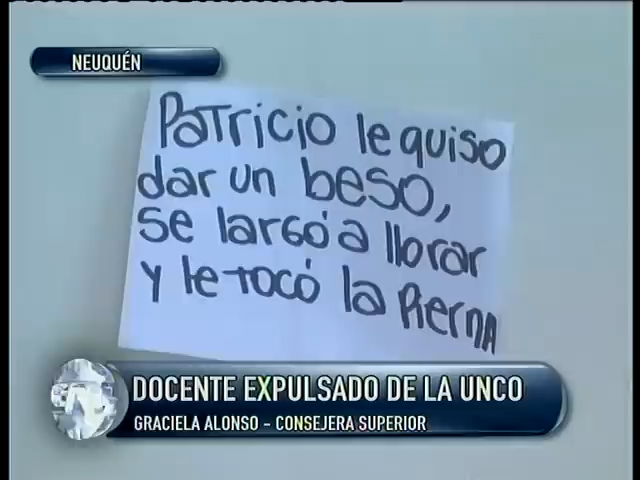 NEUQUÉN
PaTRICIO le quiso
dar un beso,
se largó a llorar
y le tocó la PIernA
DOCENTE EXPULSADO DE LA UNCO
GRACIELA ALONSO - CONSEJERA SUPERIOR